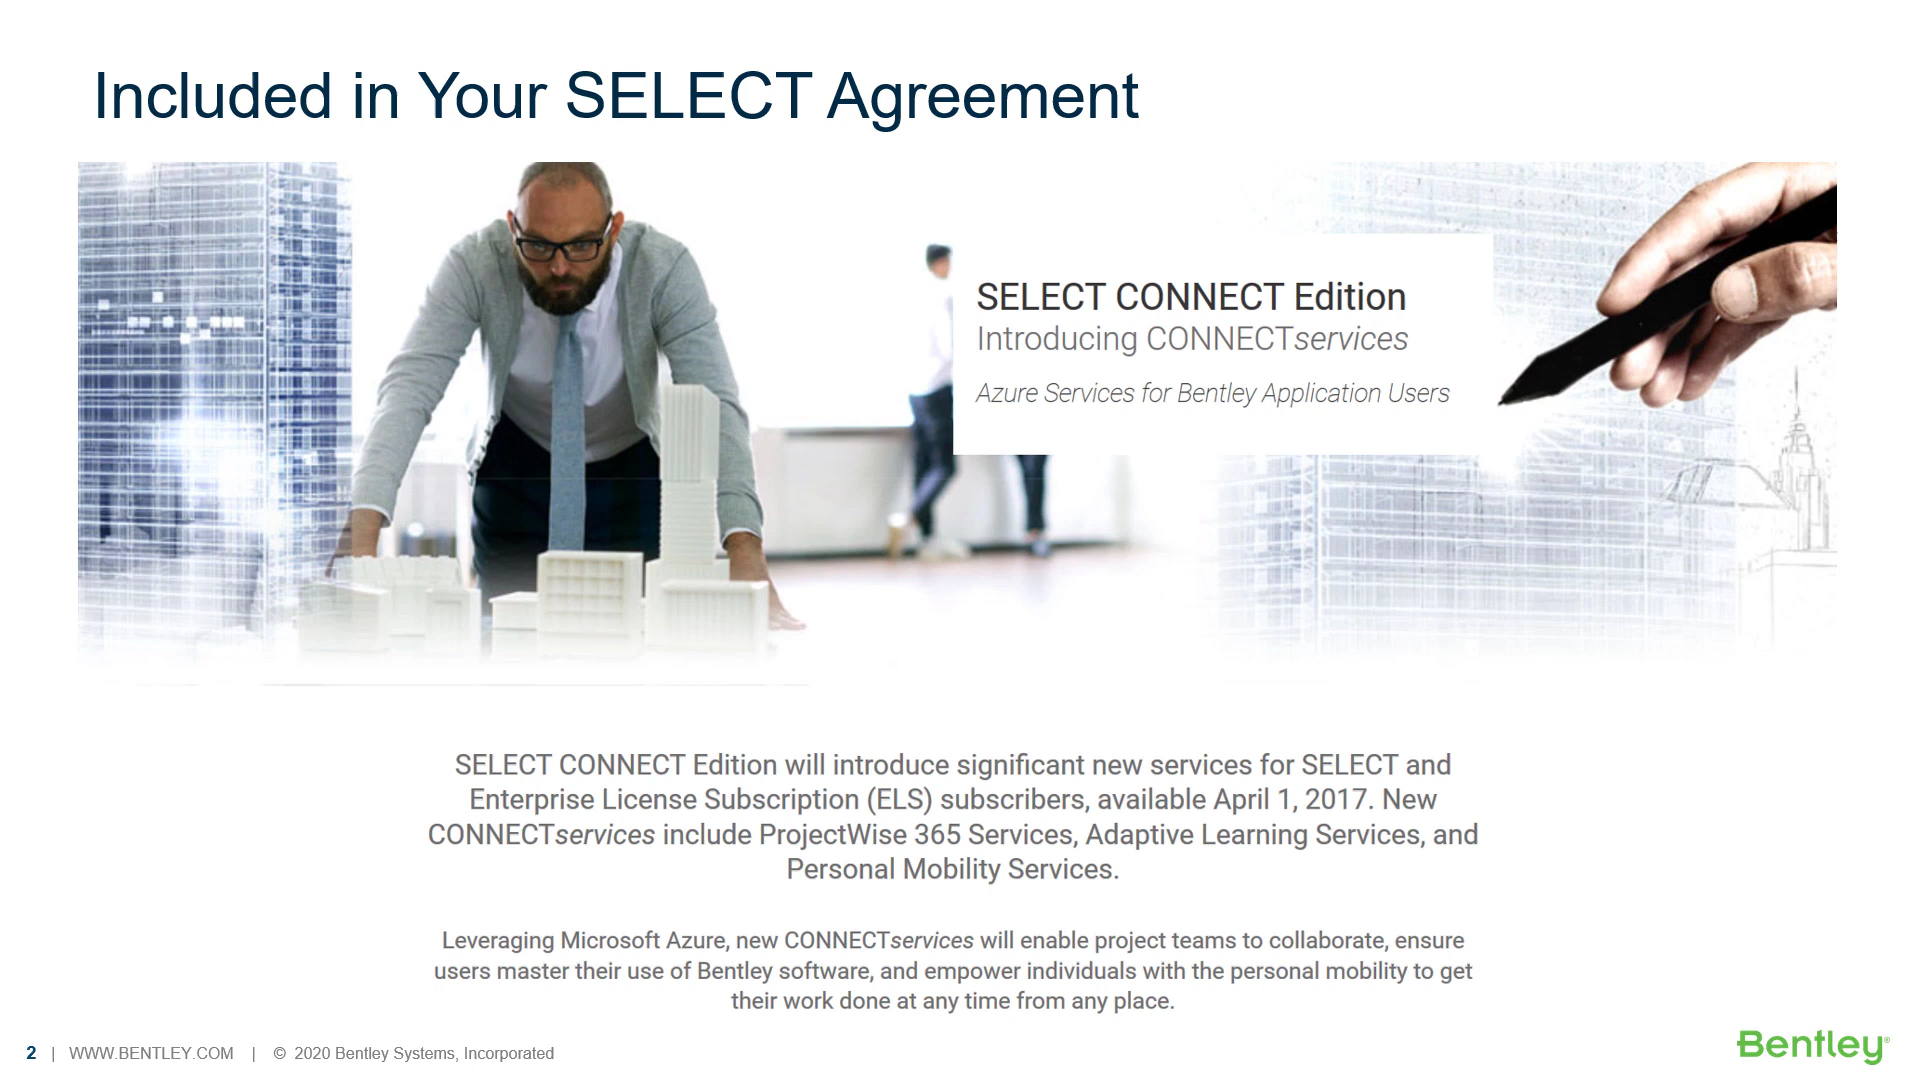 Included in Your SELECT Agreement
SELECT CONNECT Edition
Introducing CONNECTservices
Azure Services for Bentley Application Users
SELECT CONNECT Edition will introduce significant new services for SELECT and
Enterprise License Subscription (ELS) subscribers, available April 1, 2017. New
CONNECTservices include ProjectWise 365 Services, Adaptive Learning Services, and
Personal Mobility Services.
Leveraging Microsoft Azure, new CONNECTservices will enable project teams to collaborate, ensure
users master their use of Bentley software, and empower individuals with the personal mobility to get
their work done at any time from any place.
2 | WWW.BENTLEY.COM | © 2020 Bentley Systems, Incorporated
Bentley®